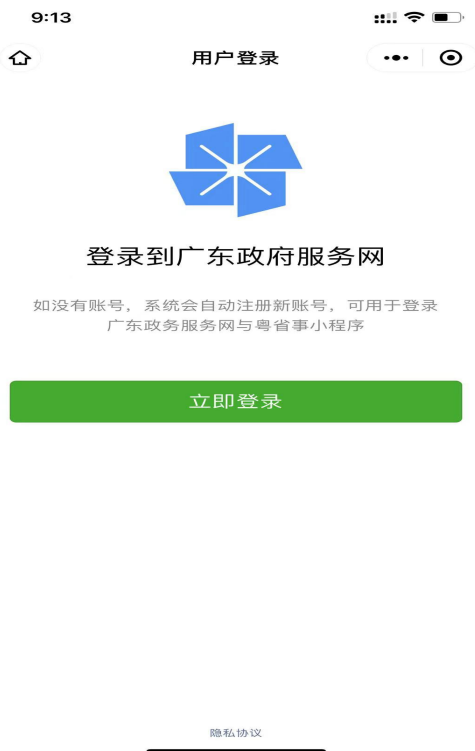 9:13
用户登录
登录到广东政府服务网
如没有账号，系统会自动注册新账号，可用于登录
广东政务服务网与粤省事小程序
立即登录
隐私协议